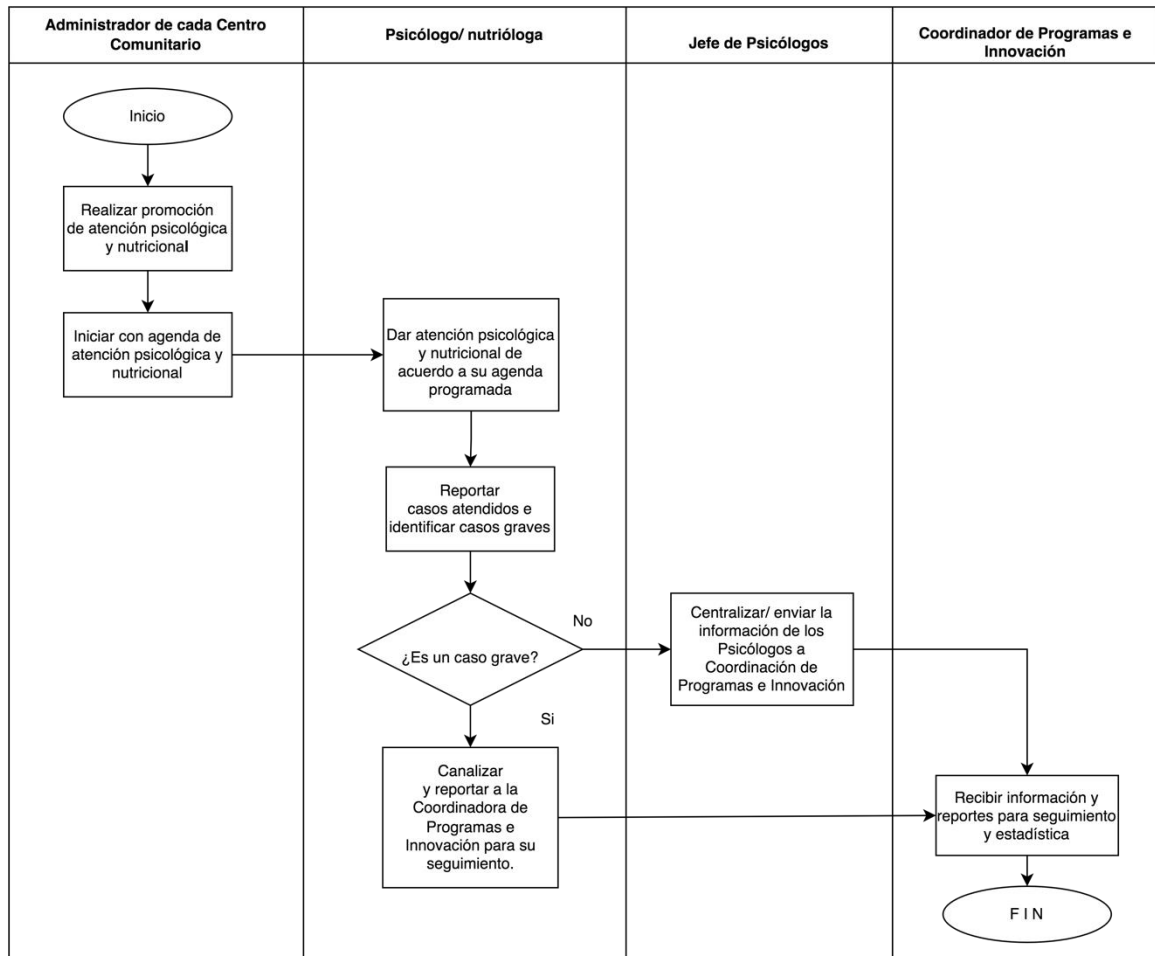 Administrador de cada Centro
Comunitario
Psicólogo/ nutrióloga
Jefe de Psicólogos
Coordinador de Programas e
Innovación
Inicio
Realizar promoción
de atención psicológica
y nutricional
Iniciar con agenda de
atención psicológica y
nutricional
Dar atención psicológica
y nutricional de
acuerdo a su agenda
programada
Reportar
casos atendidos e
identificar casos graves
¿Es un caso grave?
No
Si
Centralizar/ enviar la
información de los
Psicólogos a
Coordinación de
Programas e Innovación
Canalizar
y reportar a la
Coordinadora de
Programas e
Innovación para su
seguimiento.
Recibir información y
reportes para seguimiento
y estadística
F I N